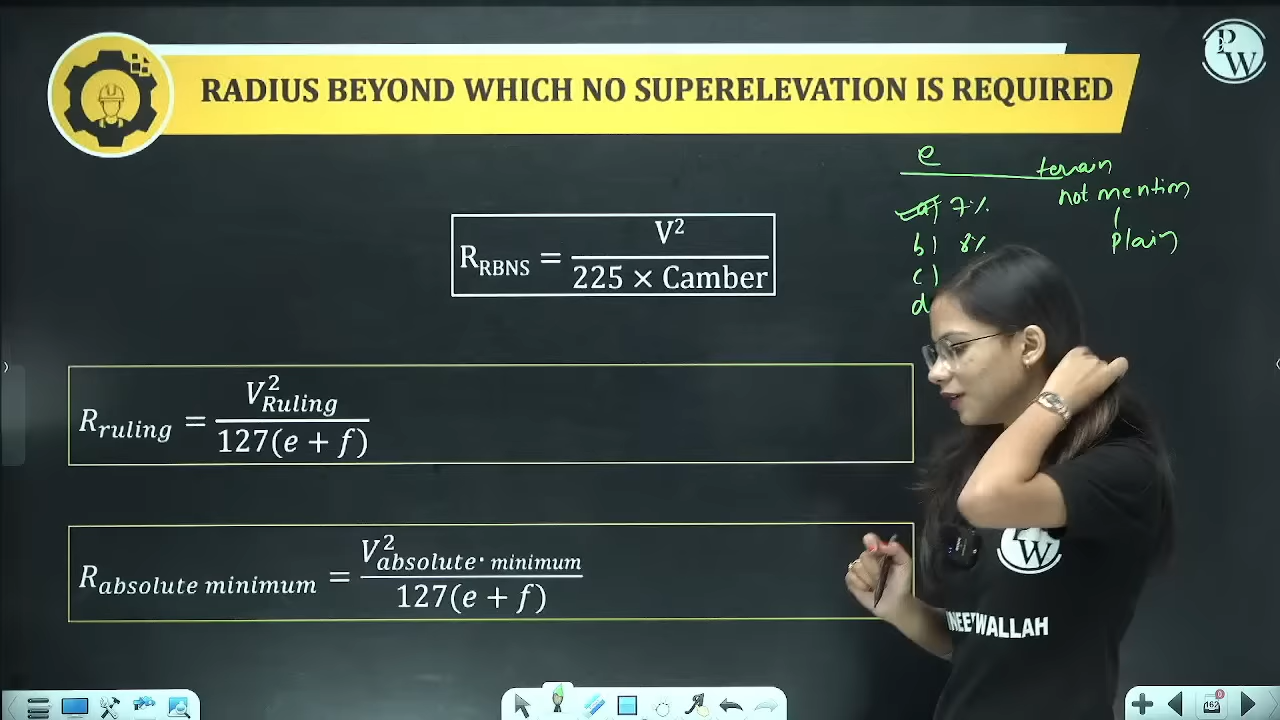 PW
RADIUS BEYOND WHICH NO SUPERELEVATION IS REQUIRED
e
terrain
not mention
plain
a) 7%
b) 8%
c)
d
R_RBNS = V² / (225 × Camber)
R_ruling = V²_Ruling / 127(e + f)
R_absolute minimum = V²_absolute· minimum / 127(e + f)
W
WALLAH
162